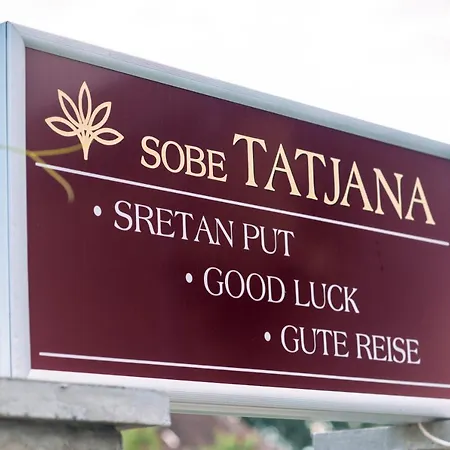 SOBE TATJANA
• SRETAN PUT
• GOOD LUCK
• GUTE REISE